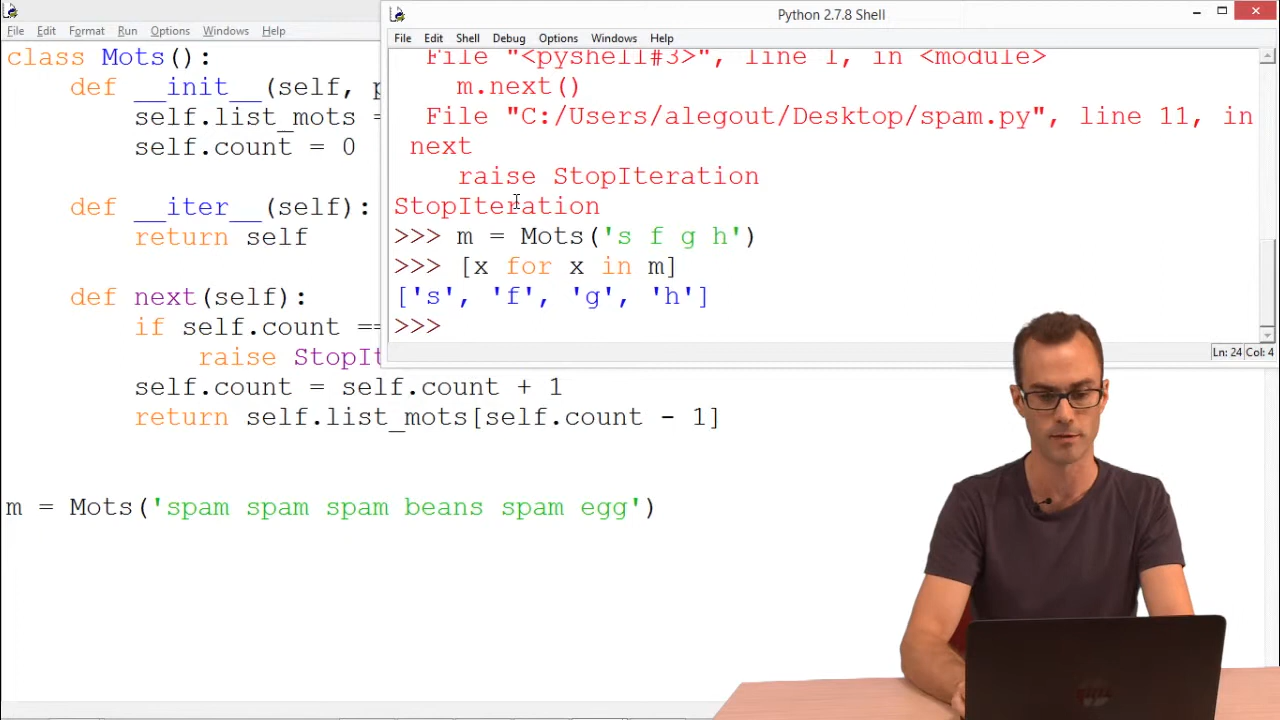 File Edit Format Run Options Windows Help
class Mots():
def __init__(self, p
self.list_mots =
self.count = 0
def __iter__(self):
return self
def next(self):
if self.count ==
raise StopIt
self.count = self.count + 1
return self.list_mots[self.count - 1]
m = Mots('spam spam spam beans spam egg')
Python 2.7.8 Shell
File Edit Shell Debug Options Windows Help
File "<pyshell#3>", line 1, in <module>
m.next()
File "C:/Users/alegout/Desktop/spam.py", line 11, in
next
raise StopIteration
StopIteration
>>> m = Mots('s f g h')
>>> [x for x in m]
['s', 'f', 'g', 'h']
>>>
Ln: 24 Col: 4